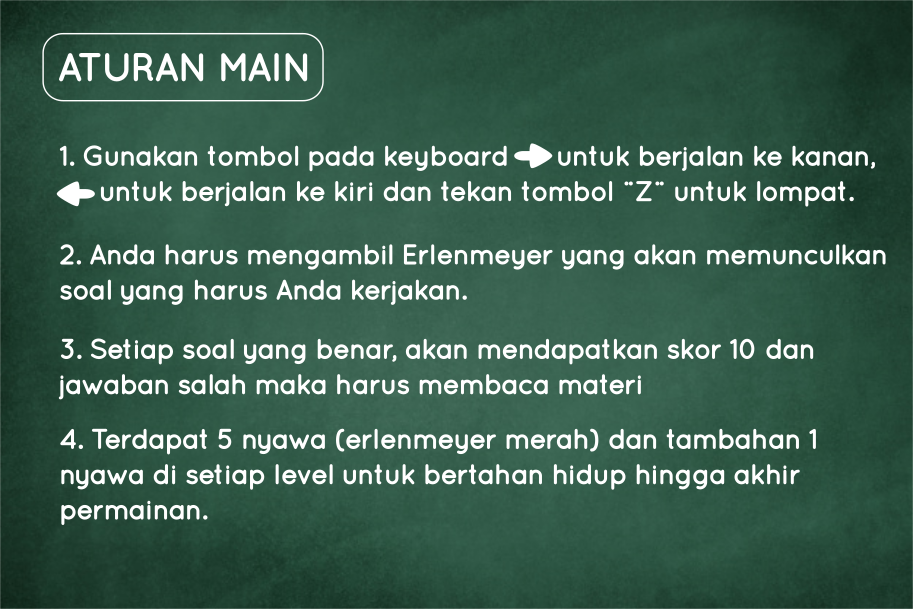 ATURAN MAIN
1. Gunakan tombol pada keyboard ➡ untuk berjalan ke kanan,
⬅ untuk berjalan ke kiri dan tekan tombol ¨Z¨ untuk lompat.
2. Anda harus mengambil Erlenmeyer yang akan memunculkan
soal yang harus Anda kerjakan.
3. Setiap soal yang benar, akan mendapatkan skor 10 dan
jawaban salah maka harus membaca materi
4. Terdapat 5 nyawa (erlenmeyer merah) dan tambahan 1
nyawa di setiap level untuk bertahan hidup hingga akhir
permainan.